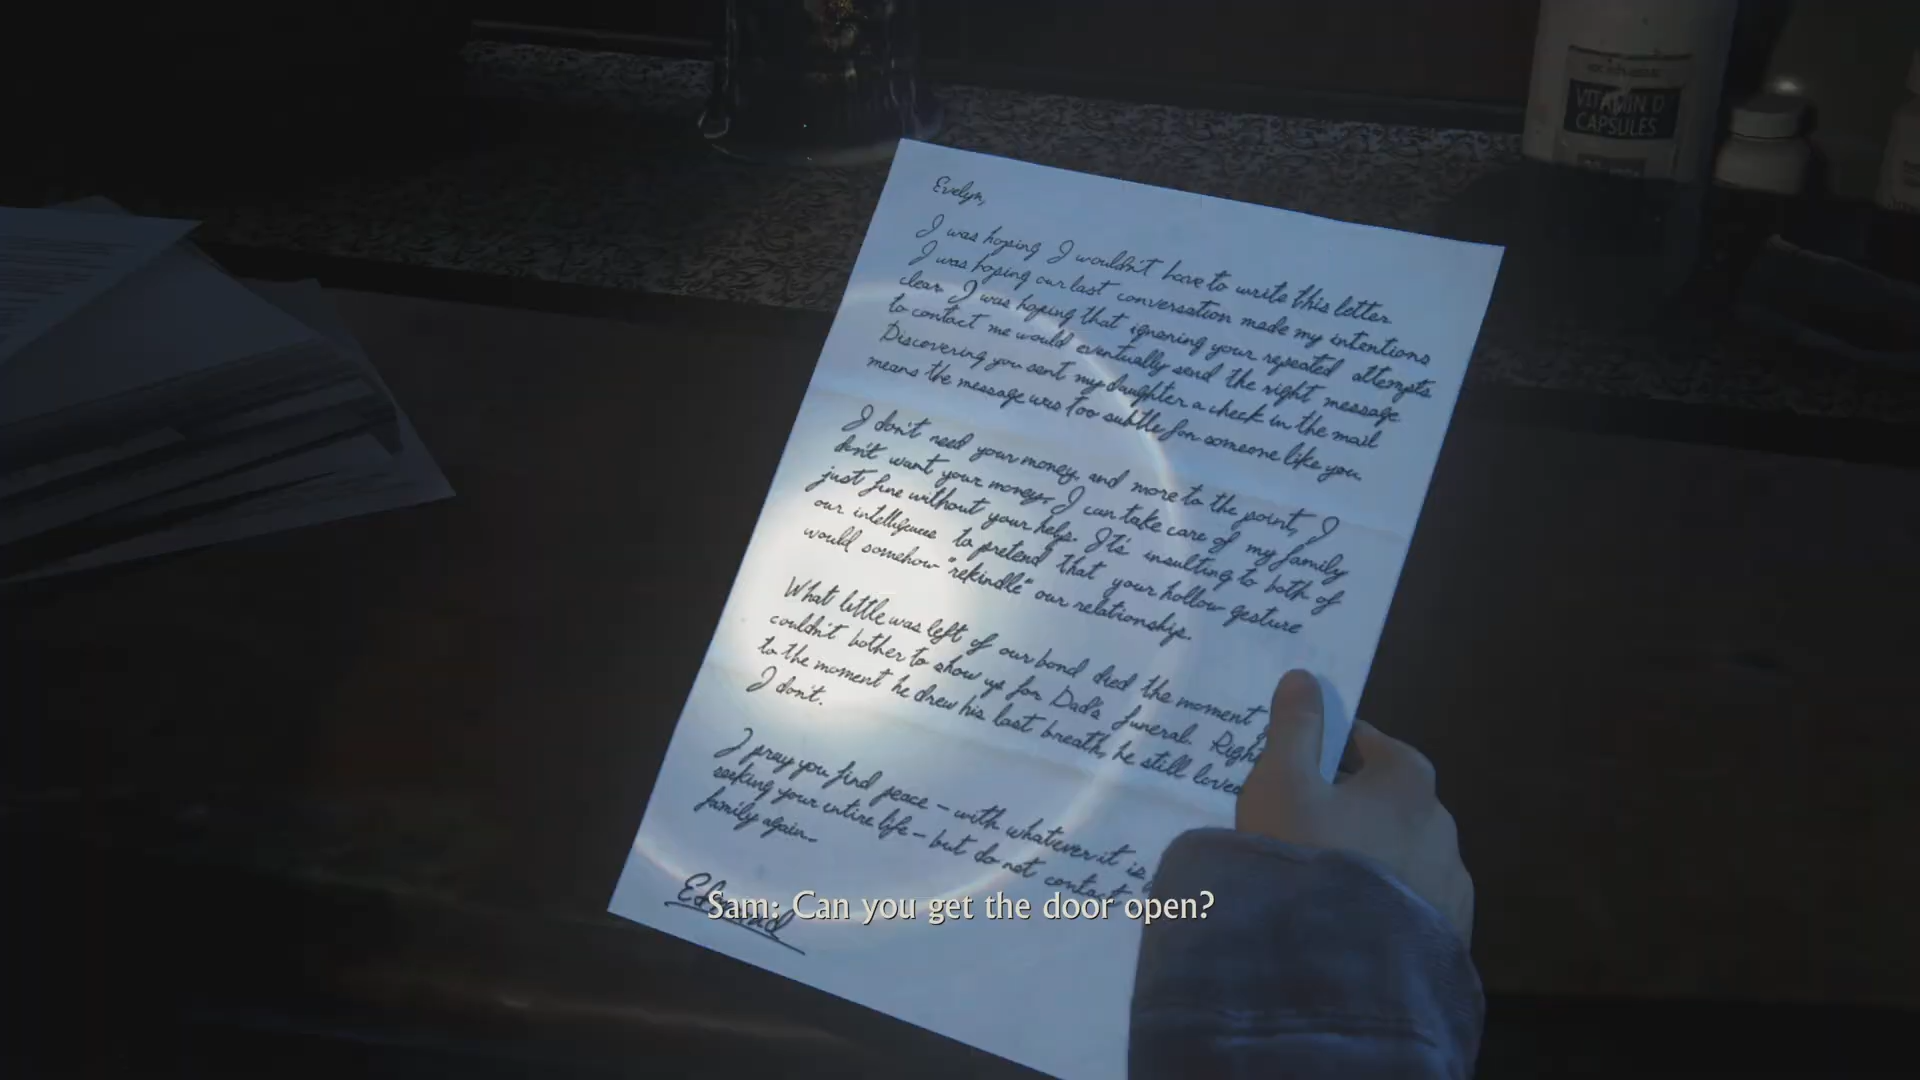 VITAMIN D
CAPSULES
Evelyn,
I was hoping I wouldn't have to write this letter.
I was hoping our last conversation made my intentions
clear. I was hoping that ignoring your repeated attempts
to contact me would eventually send the right message
Discovering you sent my daughter a check in the mail
means the message was too subtle for someone like you.
I don't need your money, and more to the point, I
don't want your money. I can take care of my family
just fine without your help. It's insulting to both of
our intelligences to pretend that your hollow gesture
would somehow "rekindle" our relationship.
What little was left of our bond died the moment
couldn't bother to show up for Dad's funeral. Right
to the moment he drew his last breath, he still loved
I don't.
I pray you find peace - with whatever it is
seeking your entire life - but do not contact
family again.
Sam: Can you get the door open?